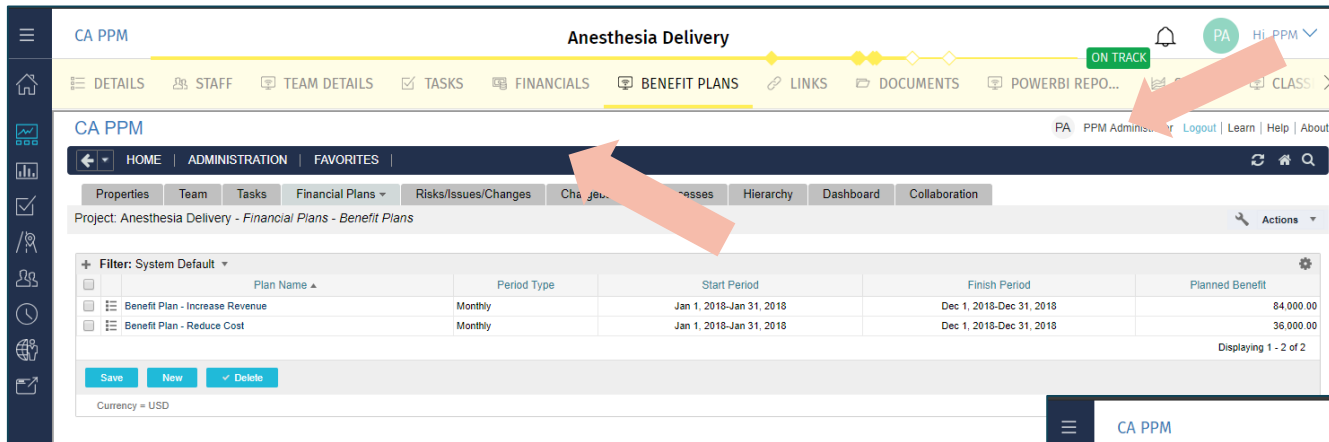 CA PPM
Anesthesia Delivery
PA Hi, PPM
ON TRACK
DETAILS STAFF TEAM DETAILS TASKS FINANCIALS BENEFIT PLANS LINKS DOCUMENTS POWERBI REPO... CLASS
CA PPM
PA PPM Logout | Learn | Help | About
HOME | ADMINISTRATION | FAVORITES |
Properties Team Tasks Financial Plans Risks/Issues/Changes Hierarchy Dashboard Collaboration
Project: Anesthesia Delivery - Financial Plans - Benefit Plans
Actions
Filter: System Default
Plan Name Period Type Start Period Finish Period Planned Benefit
Benefit Plan - Increase Revenue Monthly Jan 1, 2018-Jan 31, 2018 Dec 1, 2018-Dec 31, 2018 84,000.00
Benefit Plan - Reduce Cost Monthly Jan 1, 2018-Jan 31, 2018 Dec 1, 2018-Dec 31, 2018 36,000.00
Displaying 1 - 2 of 2
Save New Delete
Currency = USD
CA PPM